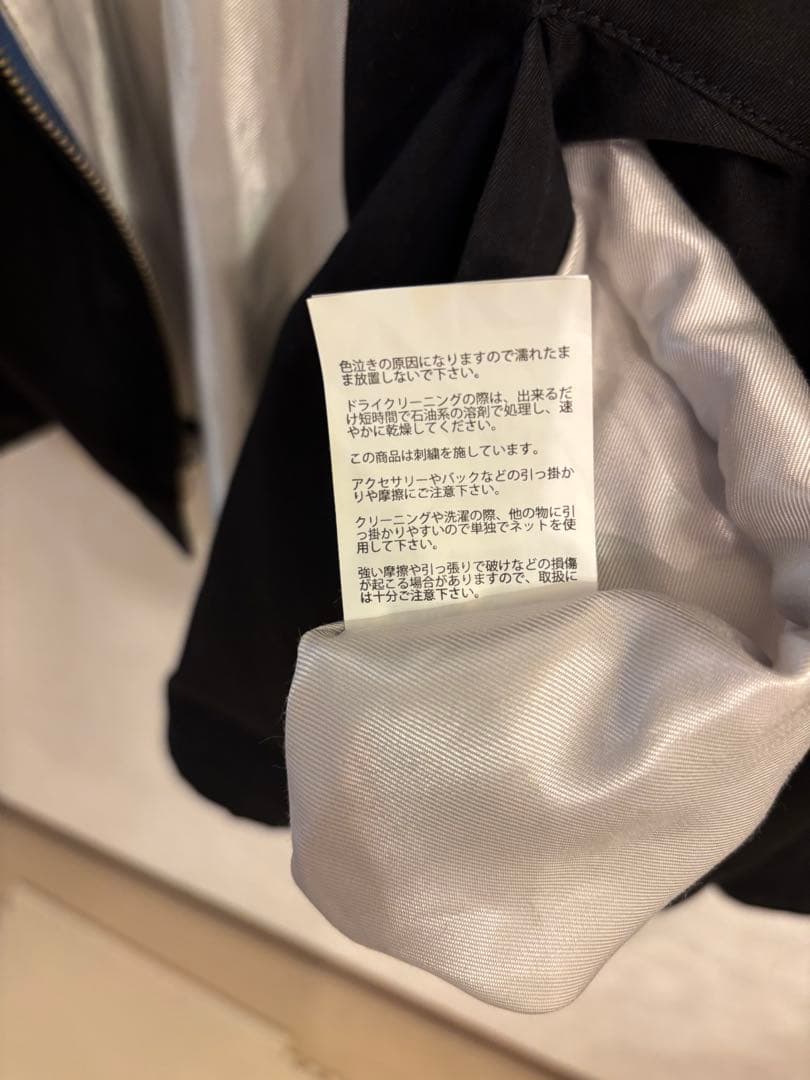 色泣きの原因になりますので濡れたま
ま放置しないで下さい。
ドライクリーニングの際は、出来るだ
け短時間で石油系の溶剤で処理し、速
やかに乾燥してください。
この商品は刺繍を施しています。
アクセサリーやバックなどの引っ掛か
りや摩擦にご注意下さい。
クリーニングや洗濯の際、他の物に引
っ掛かりやすいので単独でネットを使
用して下さい。
強い摩擦や引っ張りで破けなどの損傷
が起こる場合がありますので、取扱に
は十分ご注意下さい。